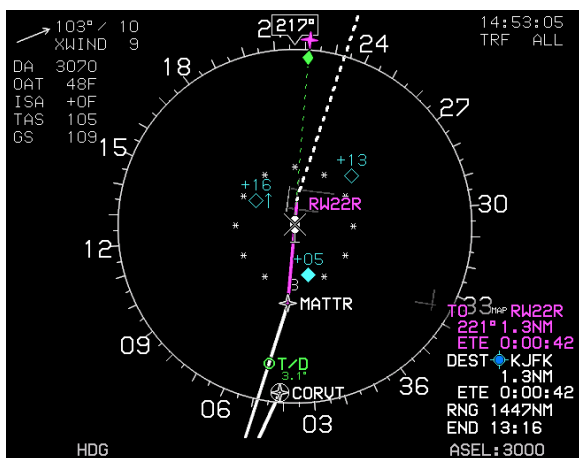 103°/ 10
XWIND 9
DA 3070
OAT 48F
ISA +0F
TAS 105
GS 109
217°
14:53:05
TRF ALL
18
24
15
27
12
30
09
33
06
03
36
+13
+16
RW22R
+05
3
MATTR
T/D
3.1°
CORVT
TO MAP RW22R
221° 1.3NM
ETE 0:00:42
DEST KJFK
1.3NM
ETE 0:00:42
RNG 1447NM
END 13:16
HDG
ASEL:3000